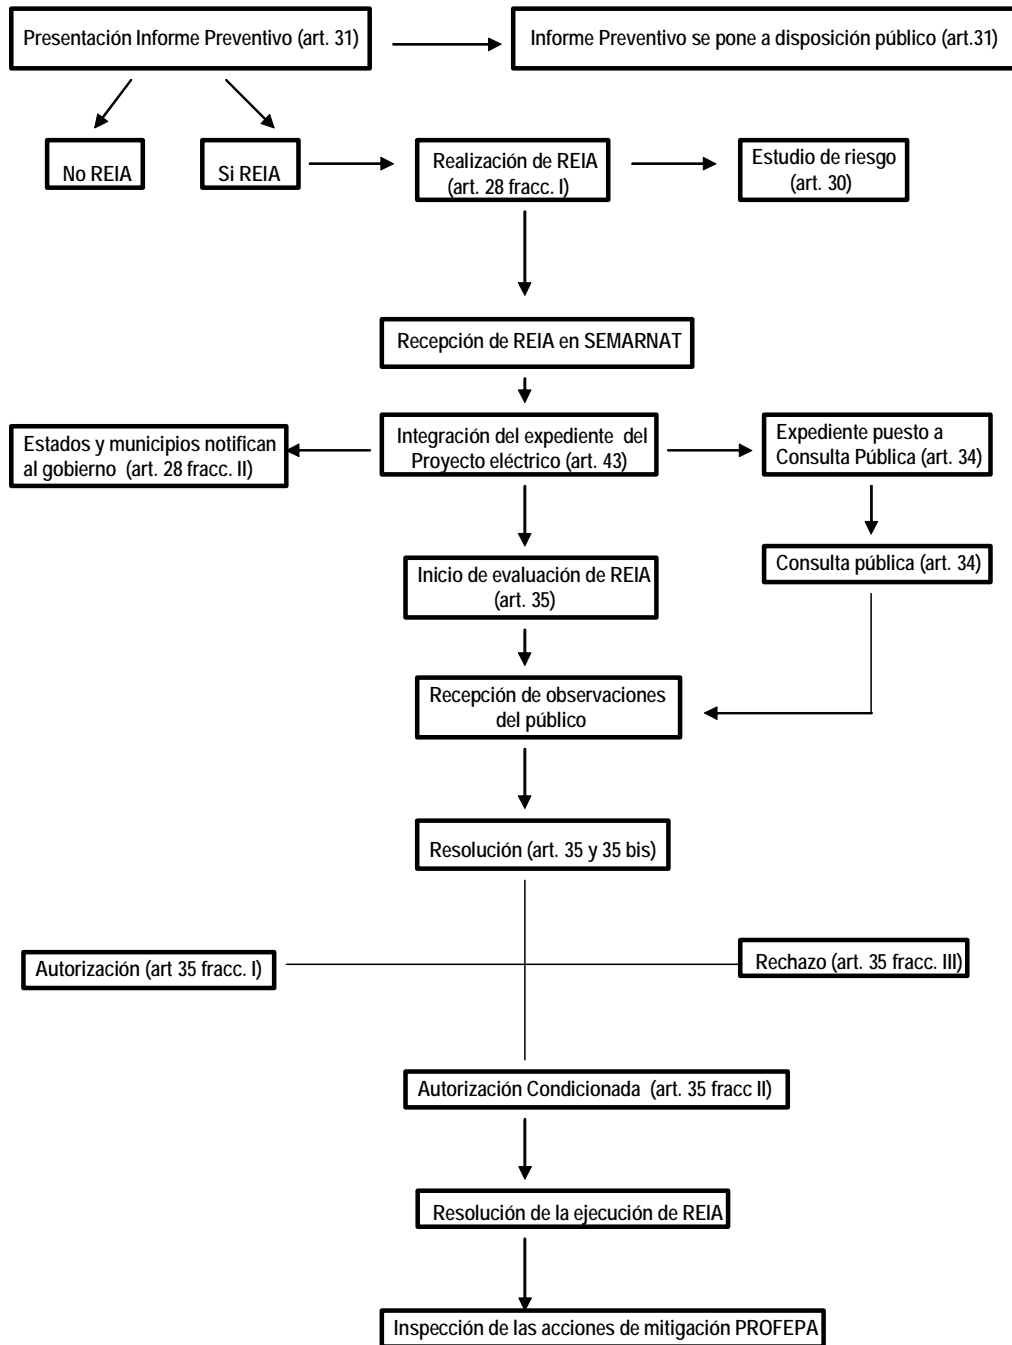 Presentación Informe Preventivo (art. 31)
Informe Preventivo se pone a disposición público (art.31)
No REIA
Si REIA
Realización de REIA
(art. 28 fracc. I)
Estudio de riesgo
(art. 30)
Recepción de REIA en SEMARNAT
Estados y municipios notifican
al gobierno (art. 28 fracc. II)
Integración del expediente del
Proyecto eléctrico (art. 43)
Expediente puesto a
Consulta Pública (art. 34)
Inicio de evaluación de REIA
(art. 35)
Consulta pública (art. 34)
Recepción de observaciones
del público
Resolución (art. 35 y 35 bis)
Autorización (art 35 fracc. I)
Rechazo (art. 35 fracc. III)
Autorización Condicionada (art. 35 fracc II)
Resolución de la ejecución de REIA
Inspección de las acciones de mitigación PROFEPA